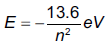 E = −13.6/n² eV